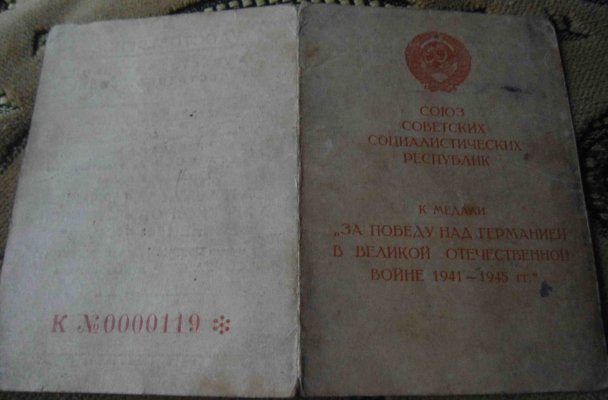 К №0000119 ✻
СОЮЗ
СОВЕТСКИХ
СОЦИАЛИСТИЧЕСКИХ
РЕСПУБЛИК
К МЕДАЛИ
„ЗА ПОБЕДУ НАД ГЕРМАНИЕЙ
В ВЕЛИКОЙ ОТЕЧЕСТВЕННОЙ
ВОЙНЕ 1941—1945 гг.“